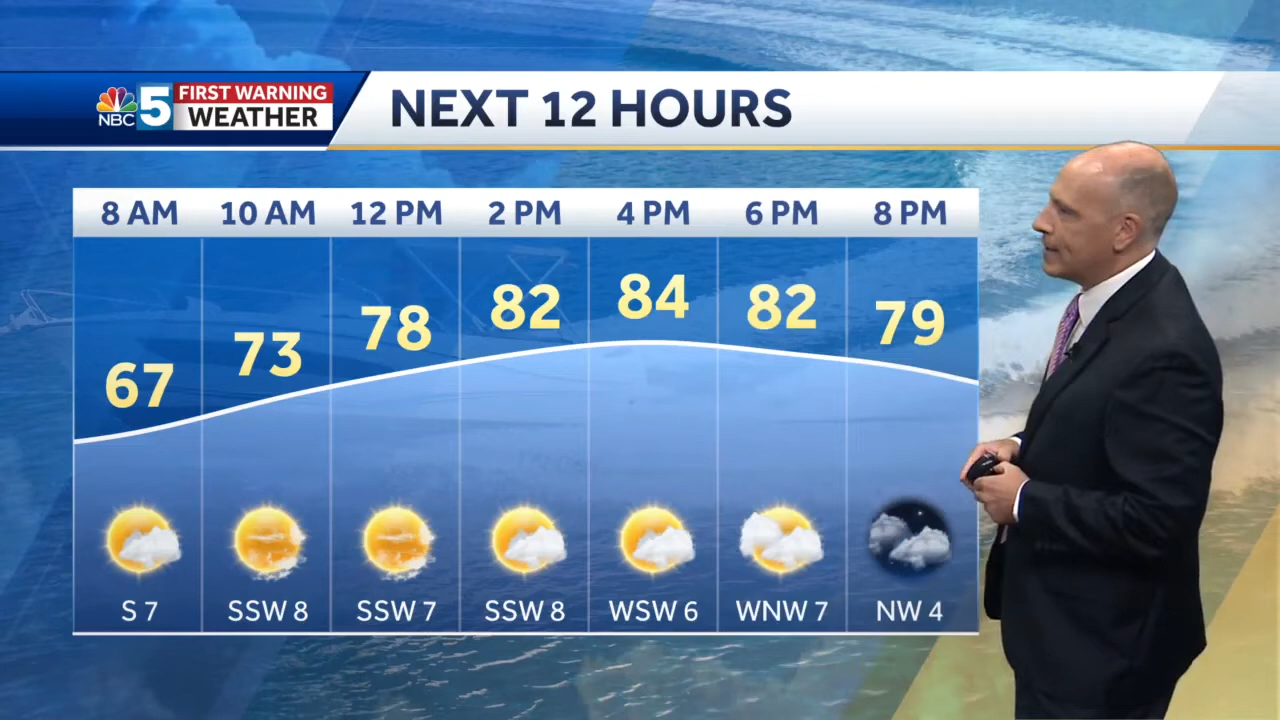 NBC 5 FIRST WARNING WEATHER
NEXT 12 HOURS
8 AM 10 AM 12 PM 2 PM 4 PM 6 PM 8 PM
67 73 78 82 84 82 79
S 7 SSW 8 SSW 7 SSW 8 WSW 6 WNW 7 NW 4